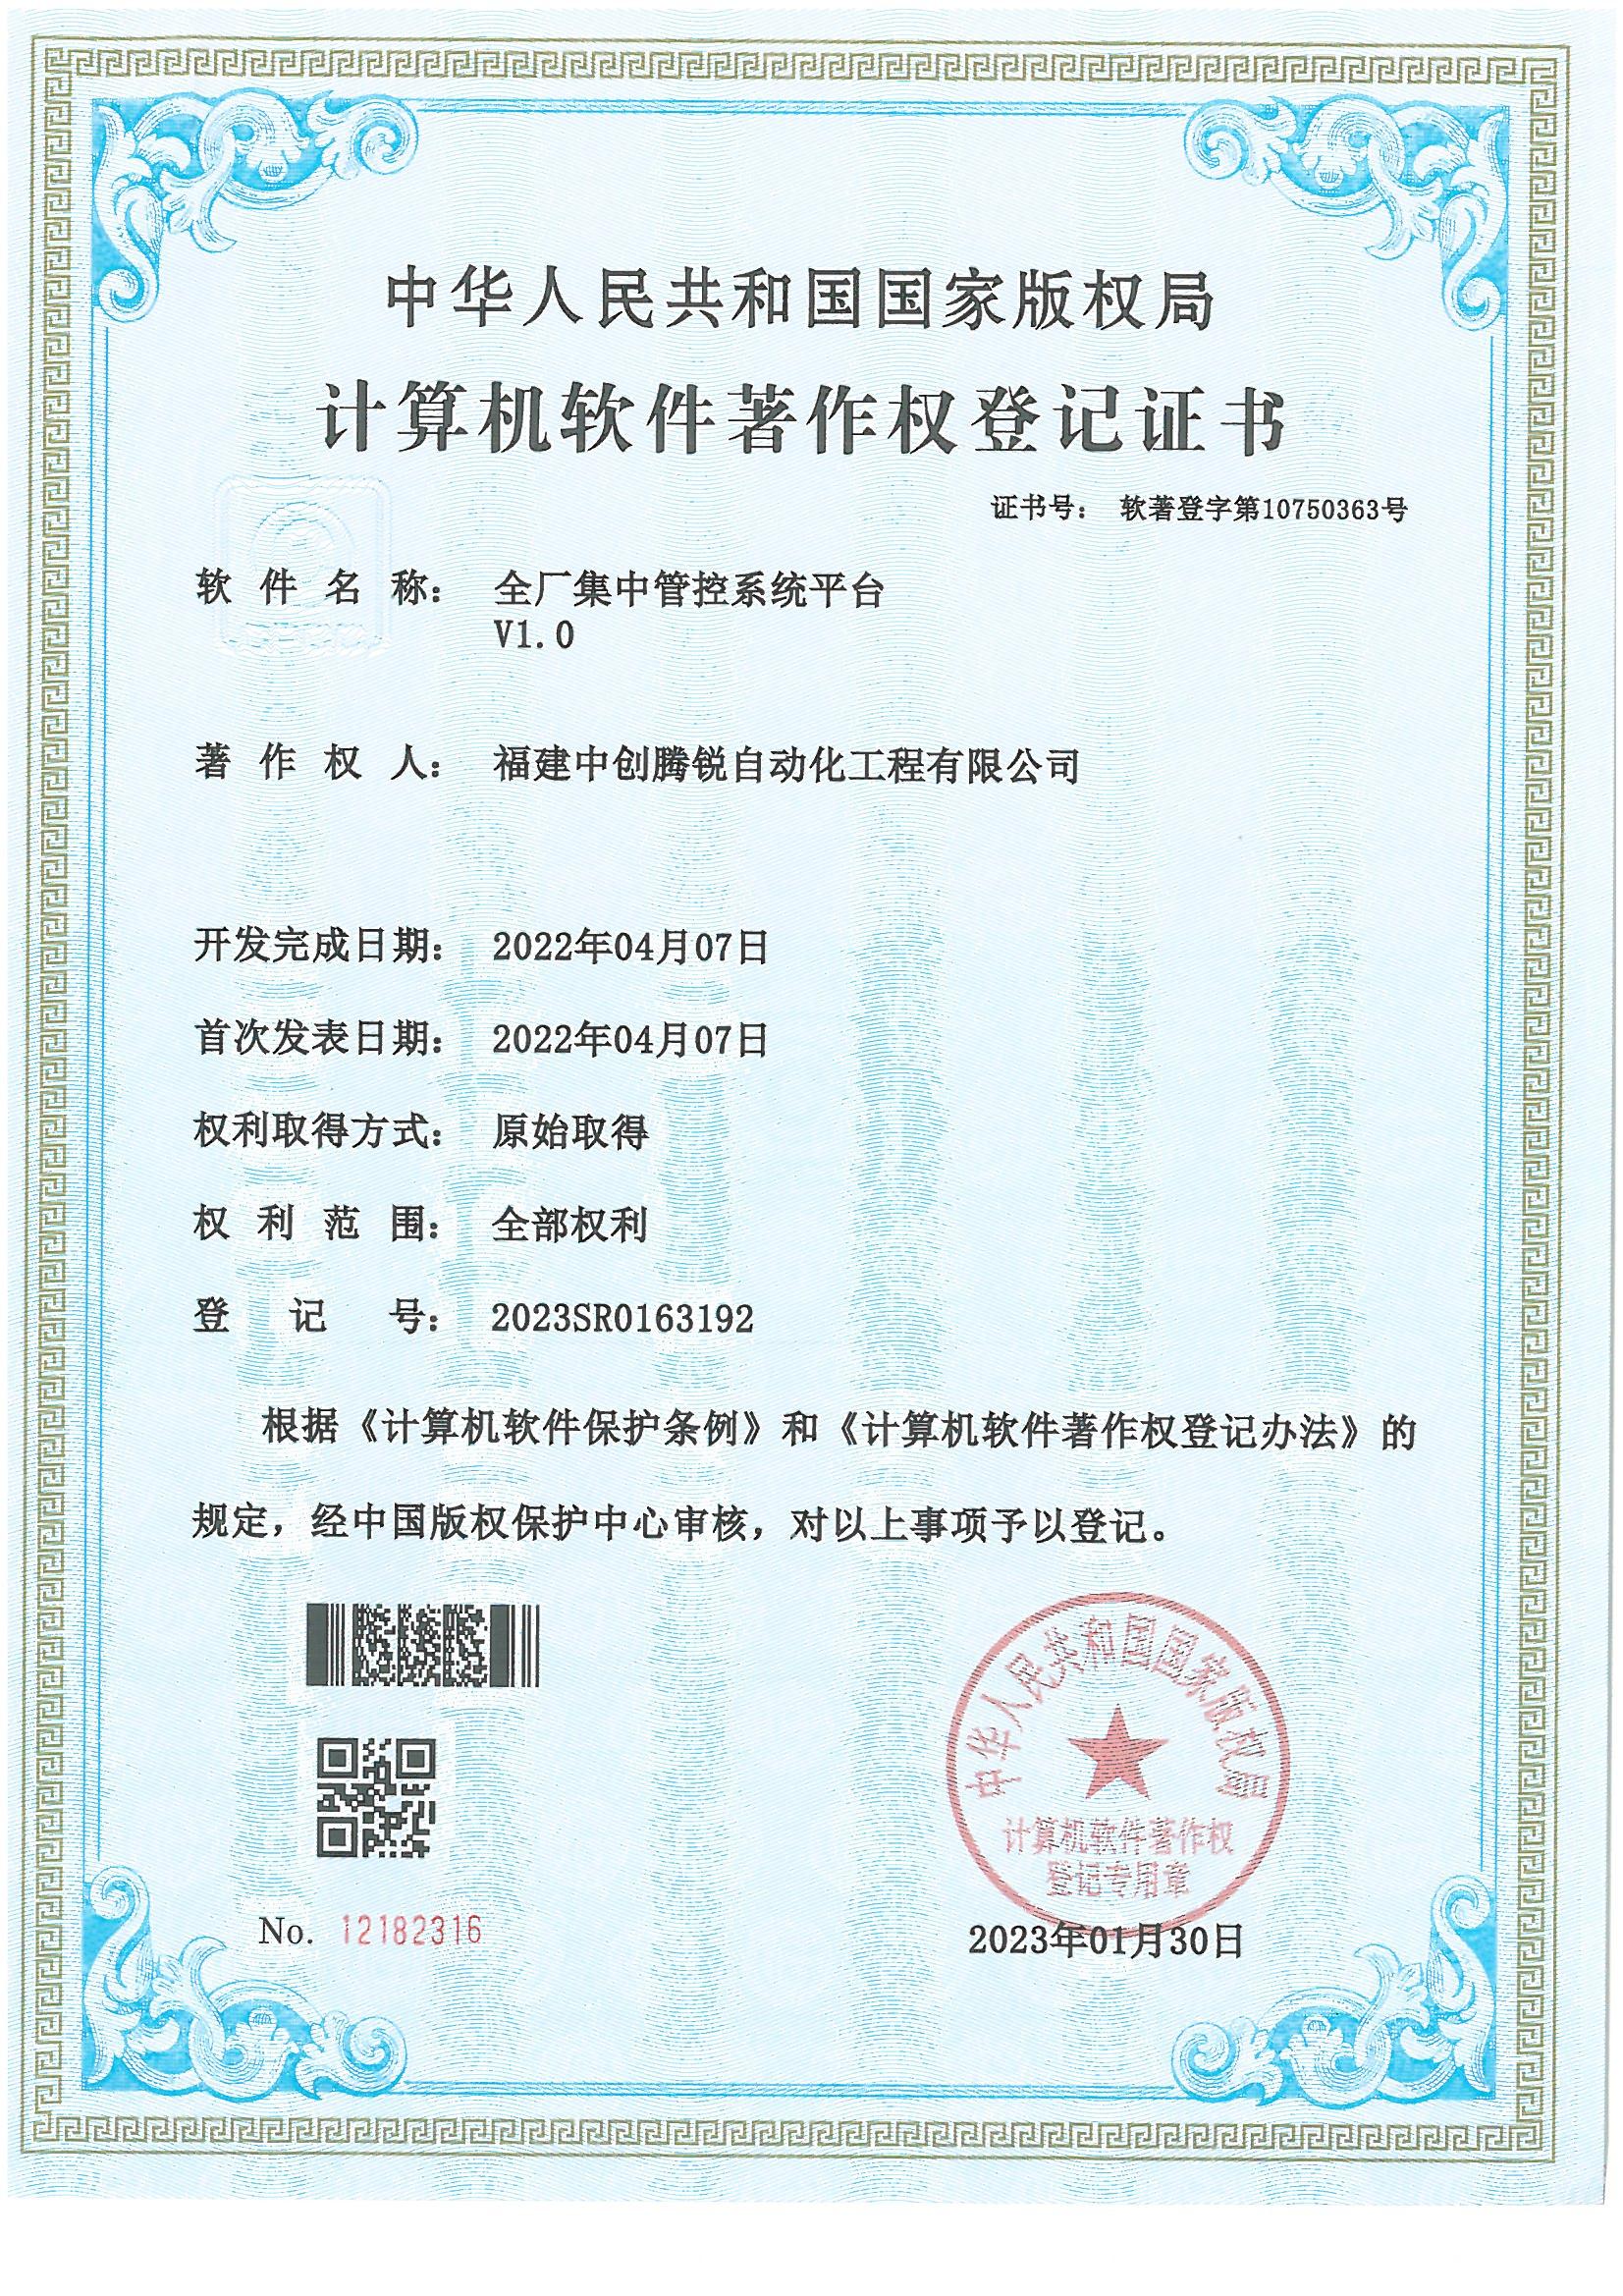 中华人民共和国国家版权局
计算机软件著作权登记证书
证书号： 软著登字第10750363号
软件名称： 全厂集中管控系统平台
V1.0
著作权人： 福建中创腾锐自动化工程有限公司
开发完成日期： 2022年04月07日
首次发表日期： 2022年04月07日
权利取得方式： 原始取得
权利范围： 全部权利
登记号： 2023SR0163192
根据《计算机软件保护条例》和《计算机软件著作权登记办法》的
规定，经中国版权保护中心审核，对以上事项予以登记。
中华人民共和国国家版权局
计算机软件著作权
登记专用章
No. 12182316
2023年01月30日